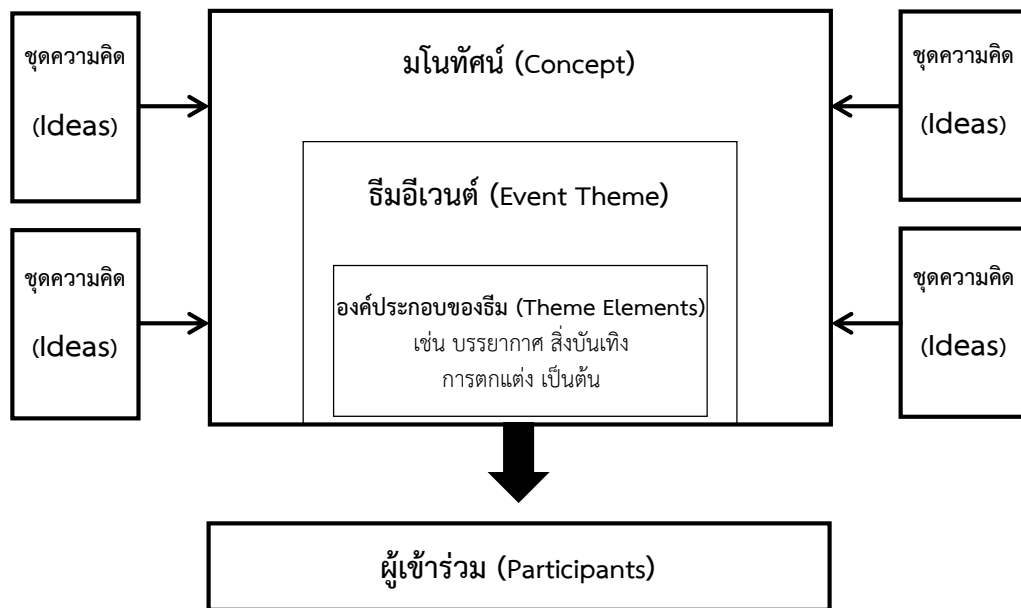 ชุดความคิด
(Ideas)
มโนทัศน์ (Concept)
ชุดความคิด
(Ideas)
ธีมอีเวนต์ (Event Theme)
ชุดความคิด
(Ideas)
องค์ประกอบของธีม (Theme Elements)
เช่น บรรยากาศ สิ่งบันเทิง
การตกแต่ง เป็นต้น
ชุดความคิด
(Ideas)
ผู้เข้าร่วม (Participants)